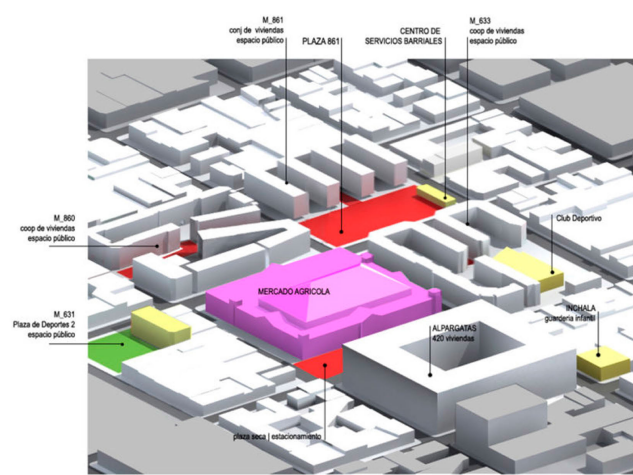 M_861
conj de viviendas
espacio público
PLAZA 861
CENTRO DE
SERVICIOS BARRIALES
M_633
coop de viviendas
espacio público
M_860
coop de viviendas
espacio público
Club Deportivo
MERCADO AGRICOLA
M_631
Plaza de Deportes 2
espacio público
INCHALA
guarderia infantil
ALPARGATAS
420 viviendas
plaza seca | estacionamiento